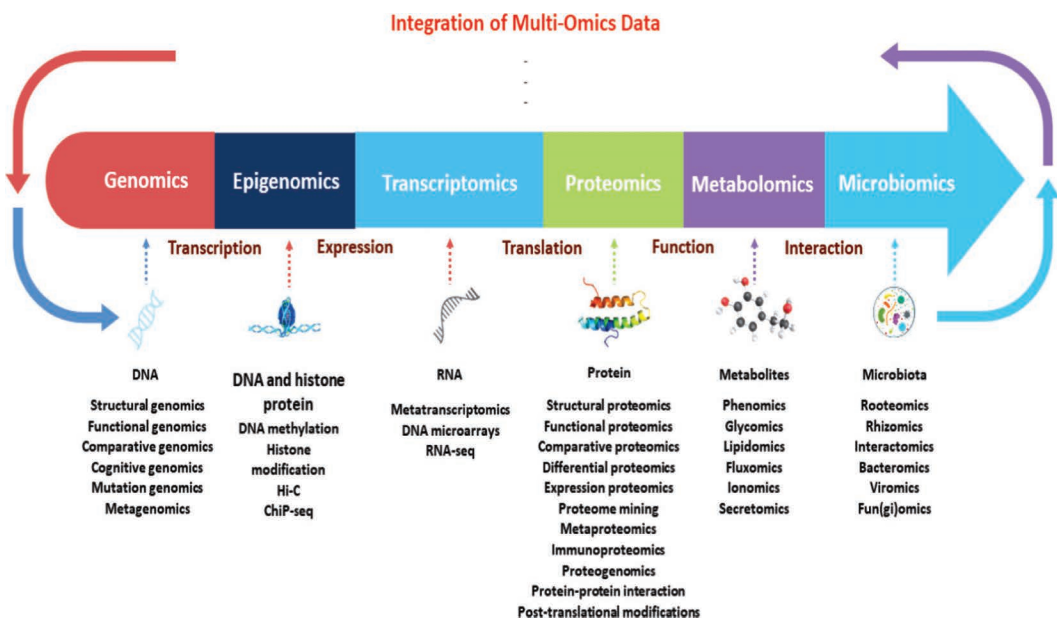 Integration of Multi-Omics Data
Genomics
Epigenomics
Transcriptomics
Proteomics
Metabolomics
Microbiomics
Transcription
Expression
Translation
Function
Interaction
DNA
Structural genomics
Functional genomics
Comparative genomics
Cognitive genomics
Mutation genomics
Metagenomics
DNA and histone
protein
DNA methylation
Histone
modification
Hi-C
ChiP-seq
RNA
Metatranscriptomics
DNA microarrays
RNA-seq
Protein
Structural proteomics
Functional proteomics
Comparative proteomics
Differential proteomics
Expression proteomics
Proteome mining
Metaproteomics
Immunoproteomics
Proteogenomics
Protein-protein interaction
Post-translational modifications
Metabolites
Phenomics
Glycomics
Lipidomics
Fluxomics
Ionomics
Secretomics
Microbiota
Rooteomics
Rhizomics
Interactomics
Bacteromics
Viromics
Fun(gi)omics